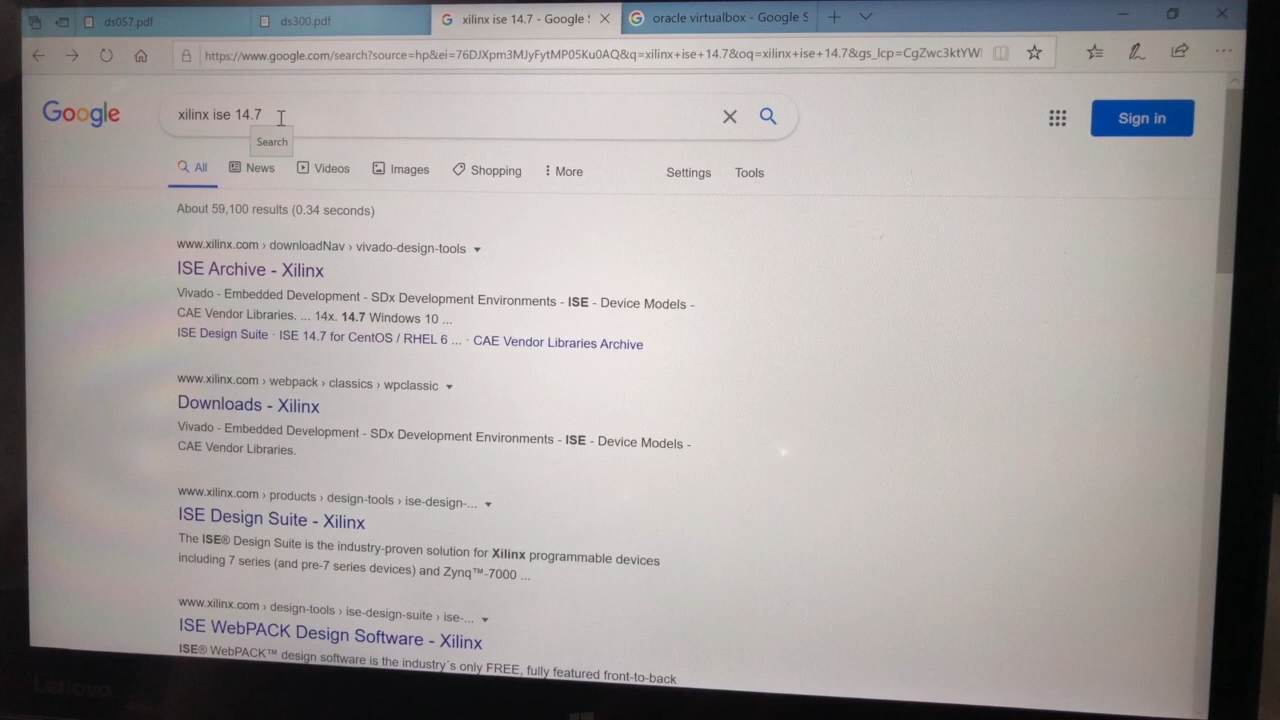 ds057.pdf
ds300.pdf
xilinx ise 14.7 - Google
oracle virtualbox - Google S
https://www.google.com/search?source=hp&ei=76DJXpm3MJyFytMP05Ku0AQ&q=xilinx+ise+14.7&oq=xilinx+ise+14.7&gs_lcp=CgZwc3ktYWI
Google
xilinx ise 14.7
Sign in
Search
All
News
Videos
Images
Shopping
More
Settings
Tools
About 59,100 results (0.34 seconds)
www.xilinx.com › downloadNav › vivado-design-tools
ISE Archive - Xilinx
Vivado - Embedded Development - SDx Development Environments - ISE - Device Models -
CAE Vendor Libraries. ... 14x. 14.7 Windows 10 ...
ISE Design Suite · ISE 14.7 for CentOS / RHEL 6 ... · CAE Vendor Libraries Archive
www.xilinx.com › webpack › classics › wpclassic
Downloads - Xilinx
Vivado - Embedded Development - SDx Development Environments - ISE - Device Models -
CAE Vendor Libraries.
www.xilinx.com › products › design-tools › ise-design-...
ISE Design Suite - Xilinx
The ISE® Design Suite is the industry-proven solution for Xilinx programmable devices
including 7 series (and pre-7 series devices) and Zynq™-7000 ...
www.xilinx.com › design-tools › ise-design-suite › ise-...
ISE WebPACK Design Software - Xilinx
ISE® WebPACK™ design software is the industry´s only FREE, fully featured front-to-back
Lenovo